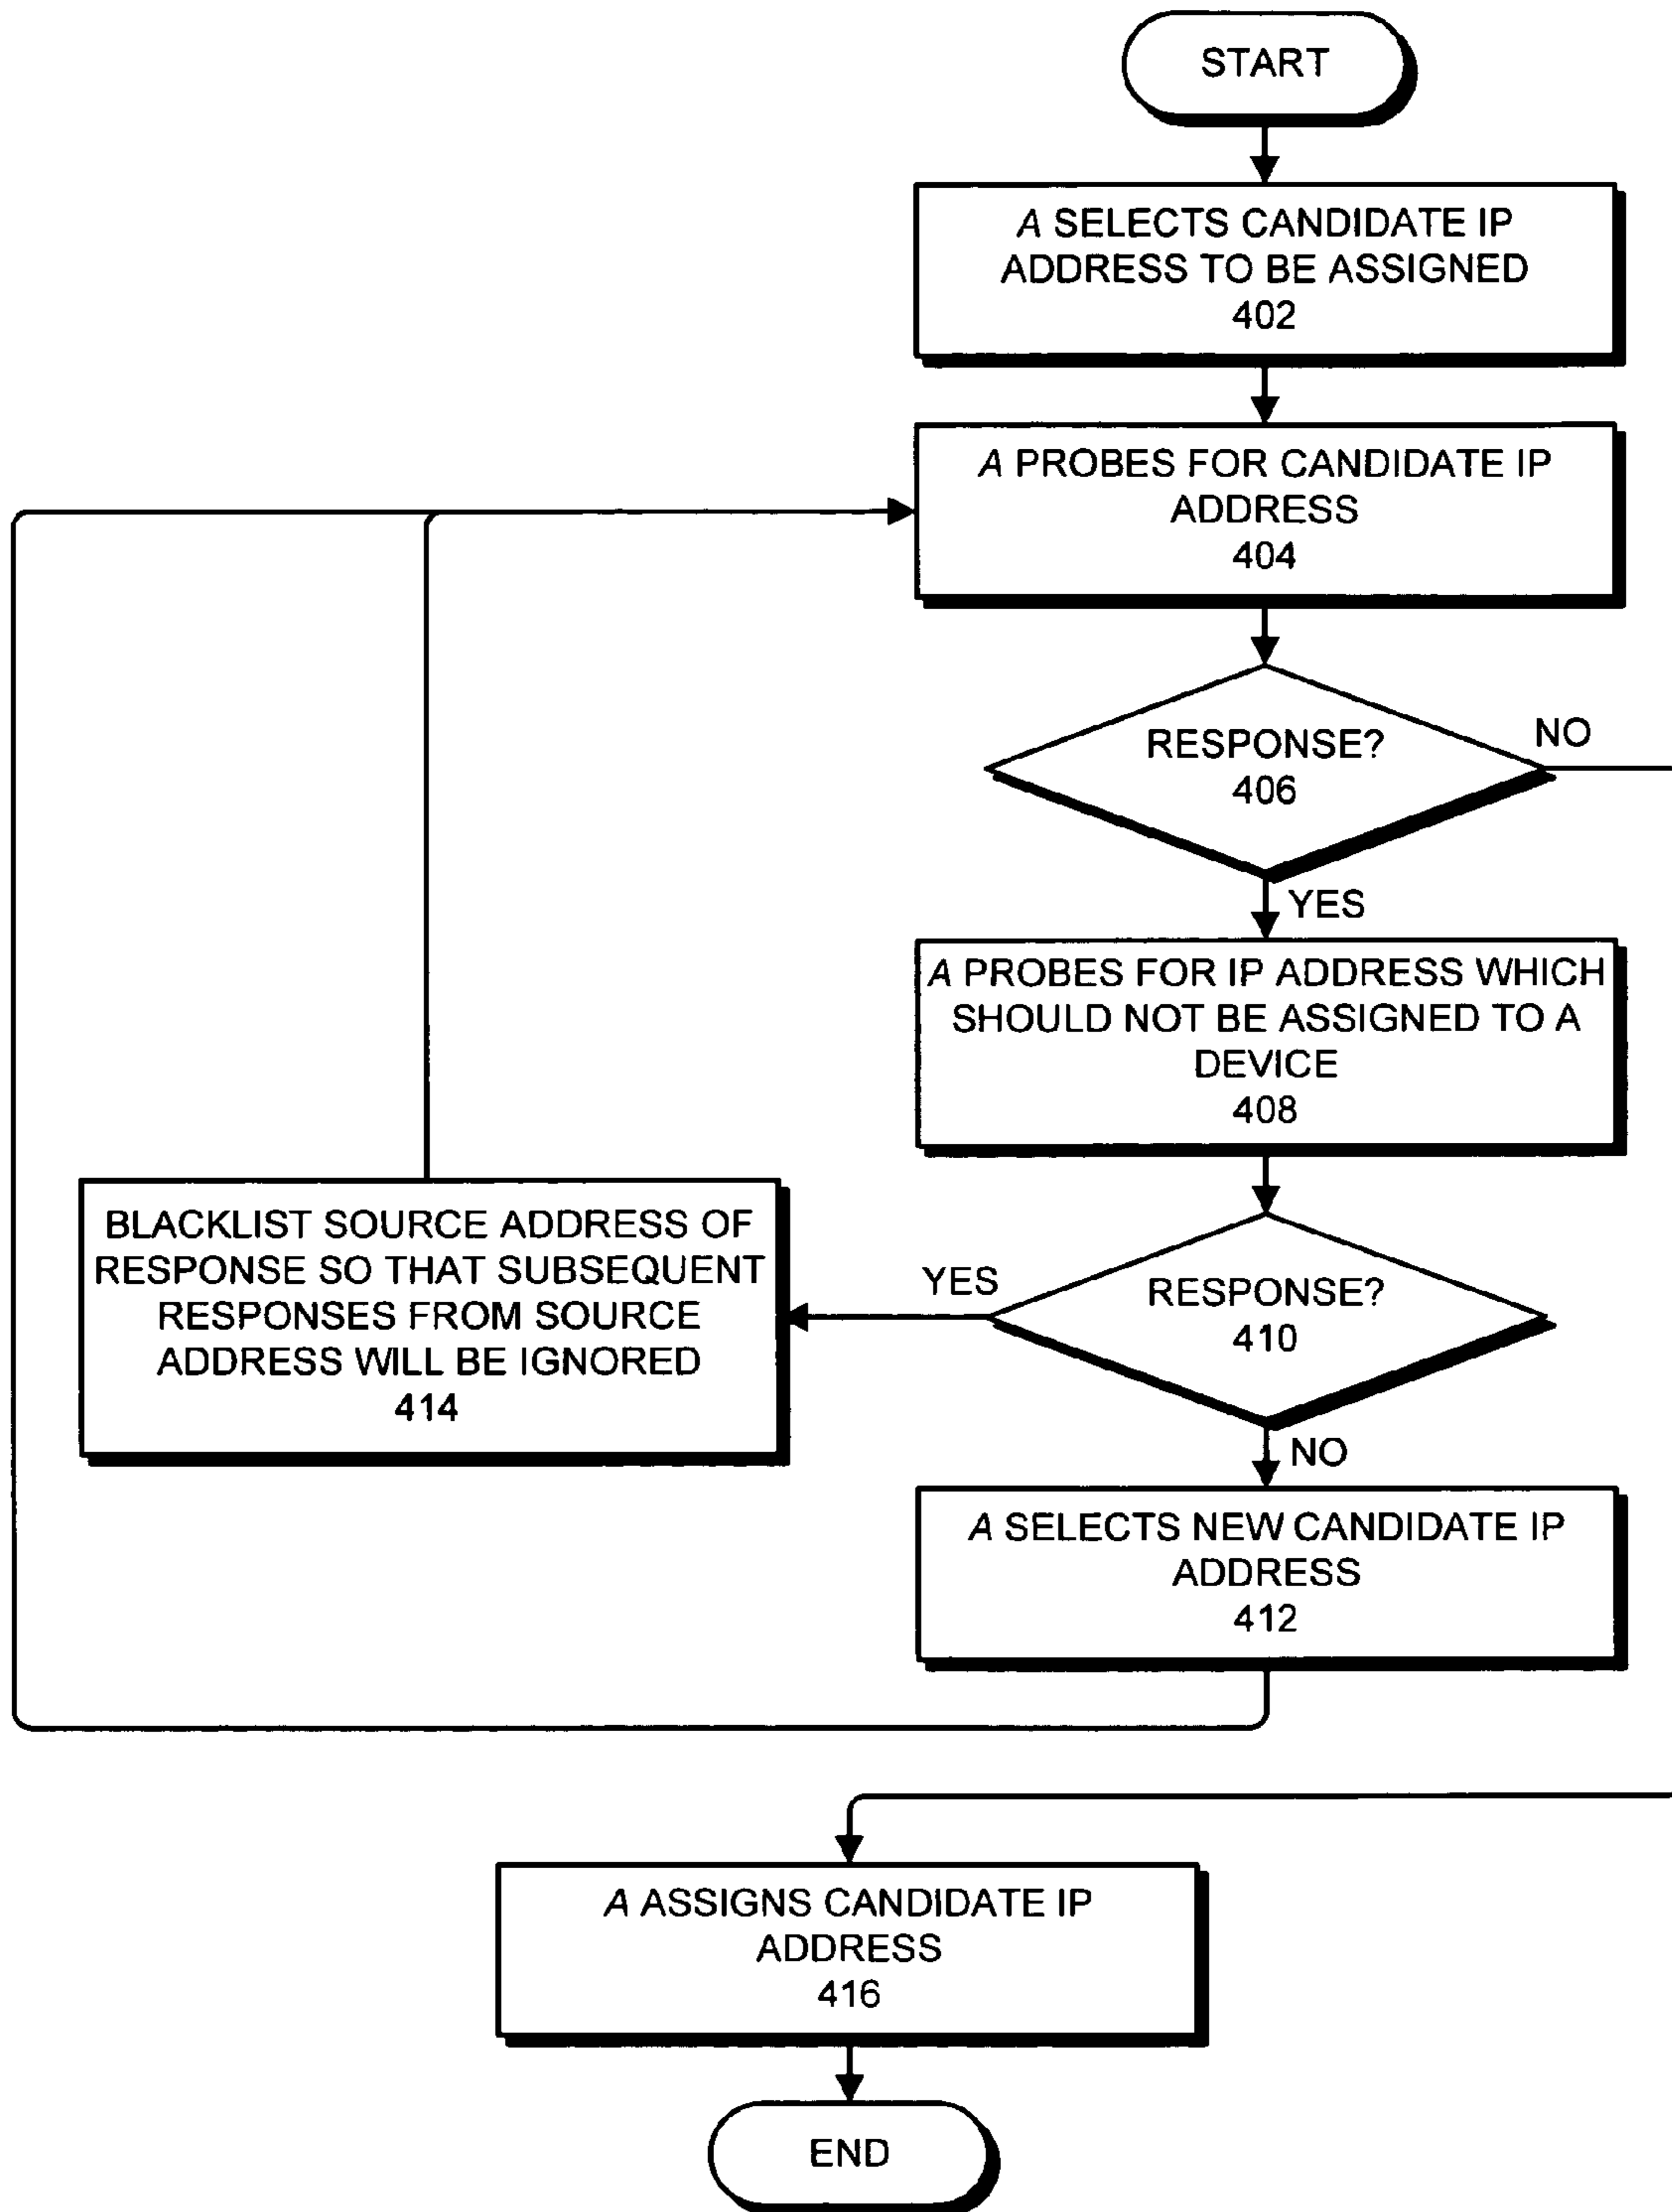 START
A SELECTS CANDIDATE IP
ADDRESS TO BE ASSIGNED
402
A PROBES FOR CANDIDATE IP
ADDRESS
404
RESPONSE?
406
NO
YES
A PROBES FOR IP ADDRESS WHICH
SHOULD NOT BE ASSIGNED TO A
DEVICE
408
RESPONSE?
410
YES
BLACKLIST SOURCE ADDRESS OF
RESPONSE SO THAT SUBSEQUENT
RESPONSES FROM SOURCE
ADDRESS WILL BE IGNORED
414
NO
A SELECTS NEW CANDIDATE IP
ADDRESS
412
A ASSIGNS CANDIDATE IP
ADDRESS
416
END